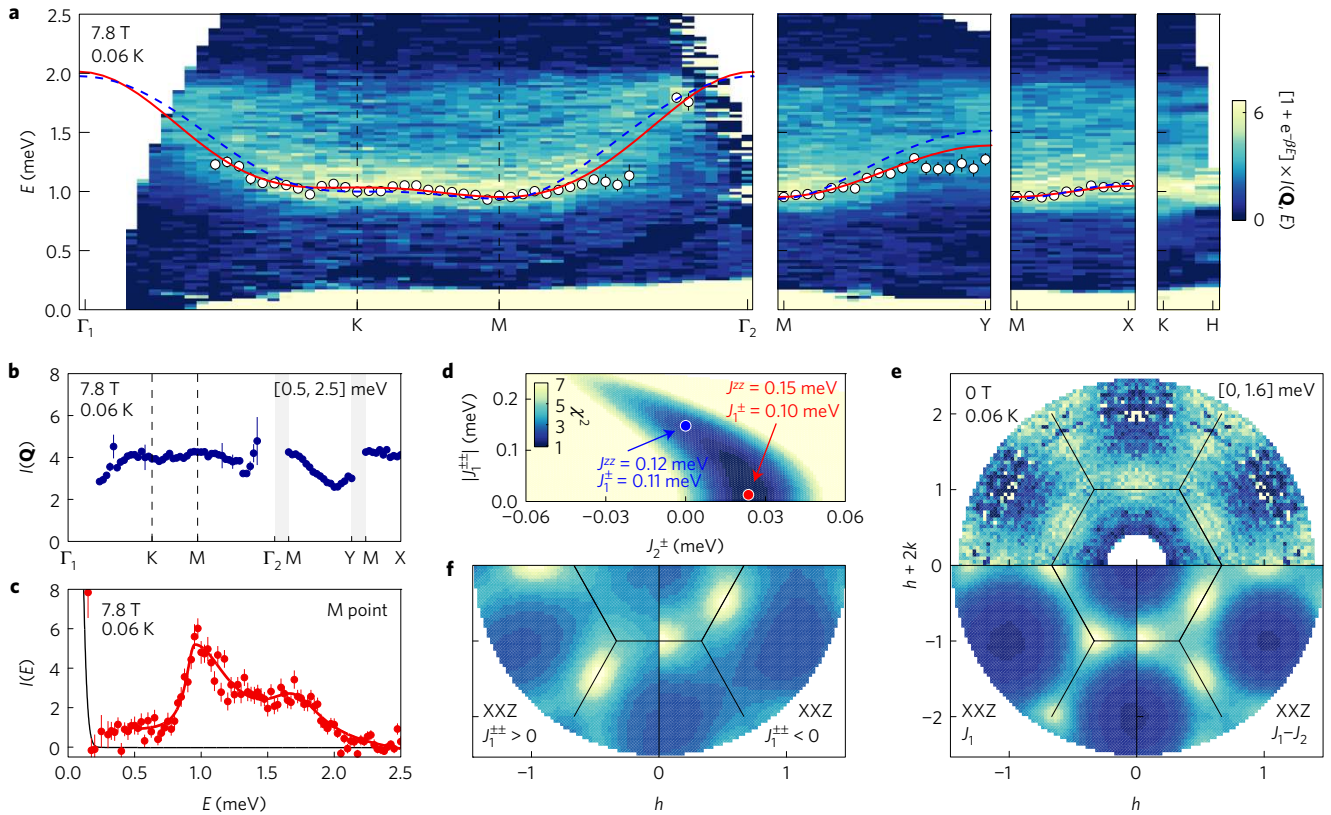 a
7.8 T
0.06 K
E (meV)
2.5
2.0
1.5
1.0
0.5
0.0
Γ₁ K M Γ₂
M Y
M X
K H
6
0
[1 + e^−βE] × I(Q, E)
b
7.8 T
0.06 K
[0.5, 2.5] meV
I(Q)
8
6
4
2
0
Γ₁ K M Γ₂ M Y M X
c
7.8 T
0.06 K
M point
I(E)
8
6
4
2
0
0.0 0.5 1.0 1.5 2.0 2.5
E (meV)
d
|J₁^±±| (meV)
0.2
0.1
0.0
7
5
3
1
χ²
J^zz = 0.15 meV
J₁^± = 0.10 meV
J^zz = 0.12 meV
J₁^± = 0.11 meV
−0.06 −0.03 0.00 0.03 0.06
J₂^± (meV)
f
XXZ
J₁^±± > 0
XXZ
J₁^±± < 0
−1 0 1
h
e
0 T
0.06 K
[0, 1.6] meV
h + 2k
2
1
0
−1
−2
XXZ
J₁
XXZ
J₁–J₂
−1 0 1
h